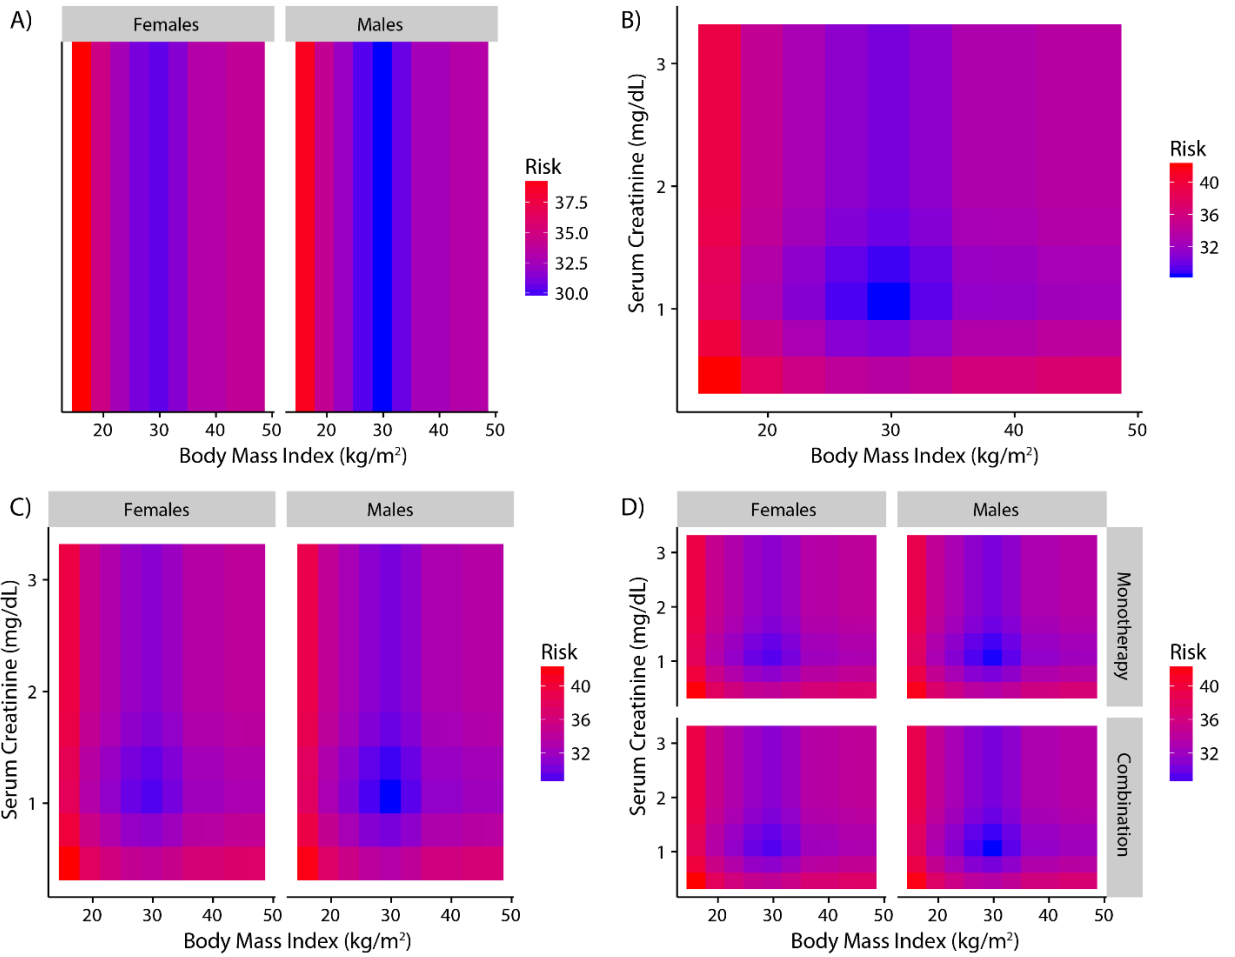 A)
Females
Males
Risk
37.5
35.0
32.5
30.0
20
30
40
50
20
30
40
50
Body Mass Index (kg/m²)
B)
Serum Creatinine (mg/dL)
3
2
1
Risk
40
36
32
20
30
40
50
Body Mass Index (kg/m²)
C)
Females
Males
Serum Creatinine (mg/dL)
3
2
1
Risk
40
36
32
20
30
40
50
20
30
40
50
Body Mass Index (kg/m²)
D)
Females
Males
Serum Creatinine (mg/dL)
3
2
1
Monotherapy
3
2
1
Combination
Risk
40
36
32
20
30
40
50
20
30
40
50
Body Mass Index (kg/m²)